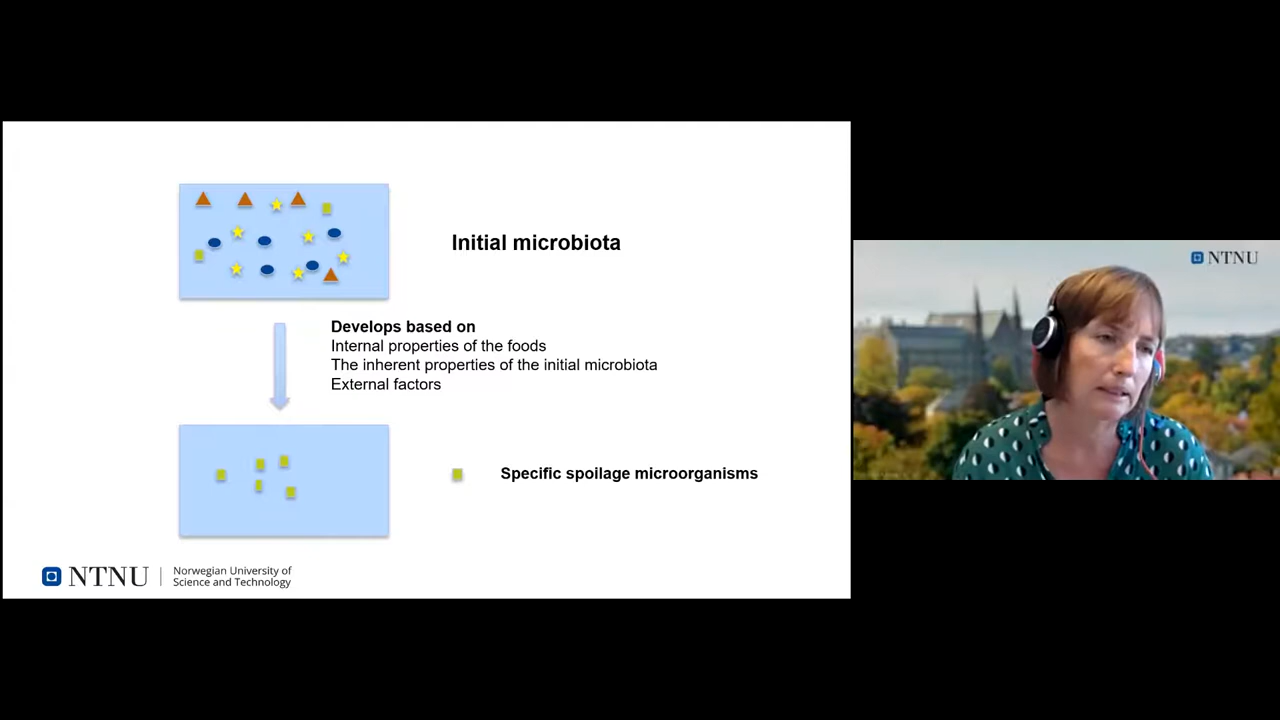 Initial microbiota
Develops based on
Internal properties of the foods
The inherent properties of the initial microbiota
External factors
Specific spoilage microorganisms
NTNU
Norwegian University of
Science and Technology
NTNU